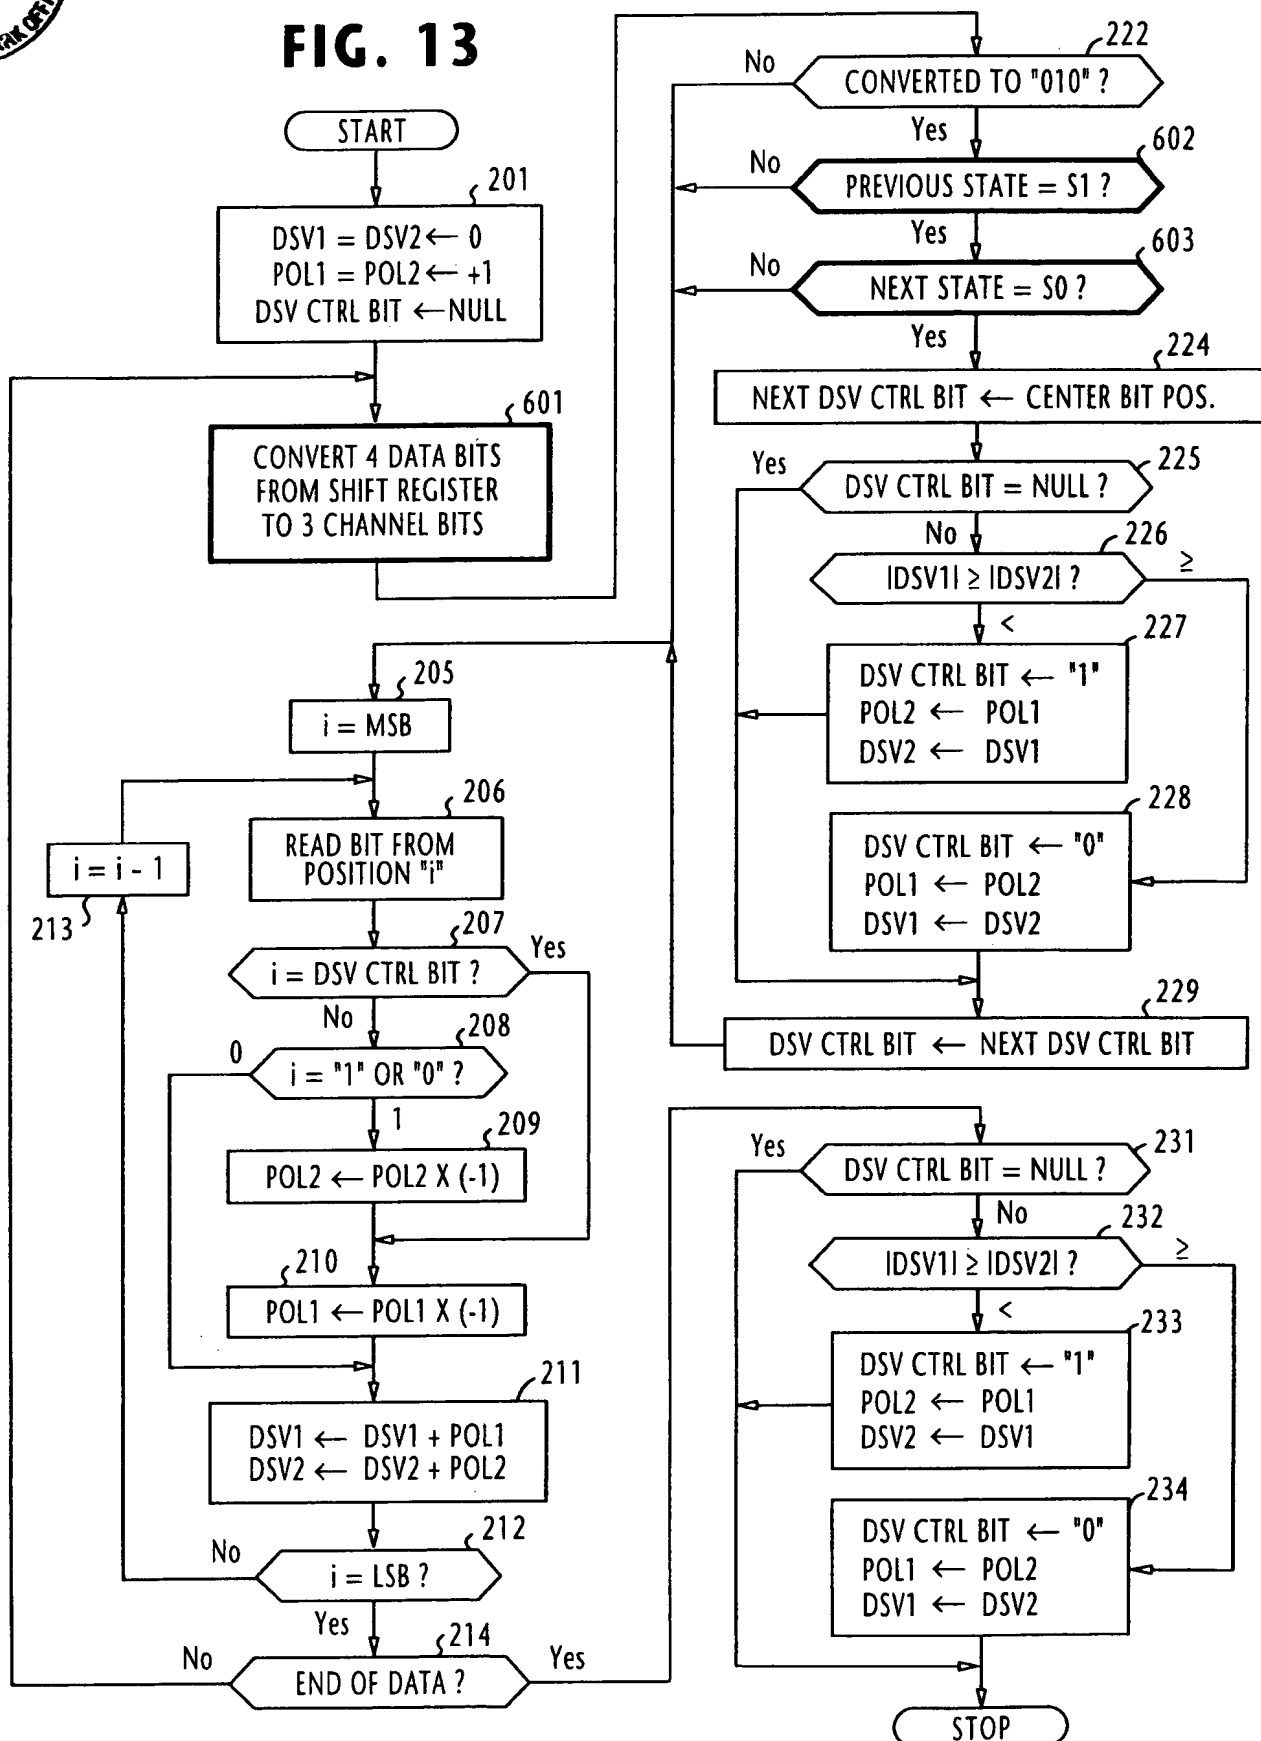 FIG. 13
START
201
DSV1 = DSV2 ← 0
POL1 = POL2 ← +1
DSV CTRL BIT ← NULL
601
CONVERT 4 DATA BITS
FROM SHIFT REGISTER
TO 3 CHANNEL BITS
205
i = MSB
206
READ BIT FROM
POSITION "i"
i = i - 1
213
207
i = DSV CTRL BIT ?
Yes
No
208
i = "1" OR "0" ?
0
1
209
POL2 ← POL2 X (-1)
210
POL1 ← POL1 X (-1)
211
DSV1 ← DSV1 + POL1
DSV2 ← DSV2 + POL2
212
i = LSB ?
No
Yes
214
END OF DATA ?
No
Yes
222
CONVERTED TO "010" ?
No
Yes
602
PREVIOUS STATE = S1 ?
No
Yes
603
NEXT STATE = S0 ?
No
Yes
224
NEXT DSV CTRL BIT ← CENTER BIT POS.
225
DSV CTRL BIT = NULL ?
Yes
No
226
|DSV1| ≥ |DSV2| ?
≥
<
227
DSV CTRL BIT ← "1"
POL2 ← POL1
DSV2 ← DSV1
228
DSV CTRL BIT ← "0"
POL1 ← POL2
DSV1 ← DSV2
229
DSV CTRL BIT ← NEXT DSV CTRL BIT
231
DSV CTRL BIT = NULL ?
Yes
No
232
|DSV1| ≥ |DSV2| ?
≥
<
233
DSV CTRL BIT ← "1"
POL2 ← POL1
DSV2 ← DSV1
234
DSV CTRL BIT ← "0"
POL1 ← POL2
DSV1 ← DSV2
STOP